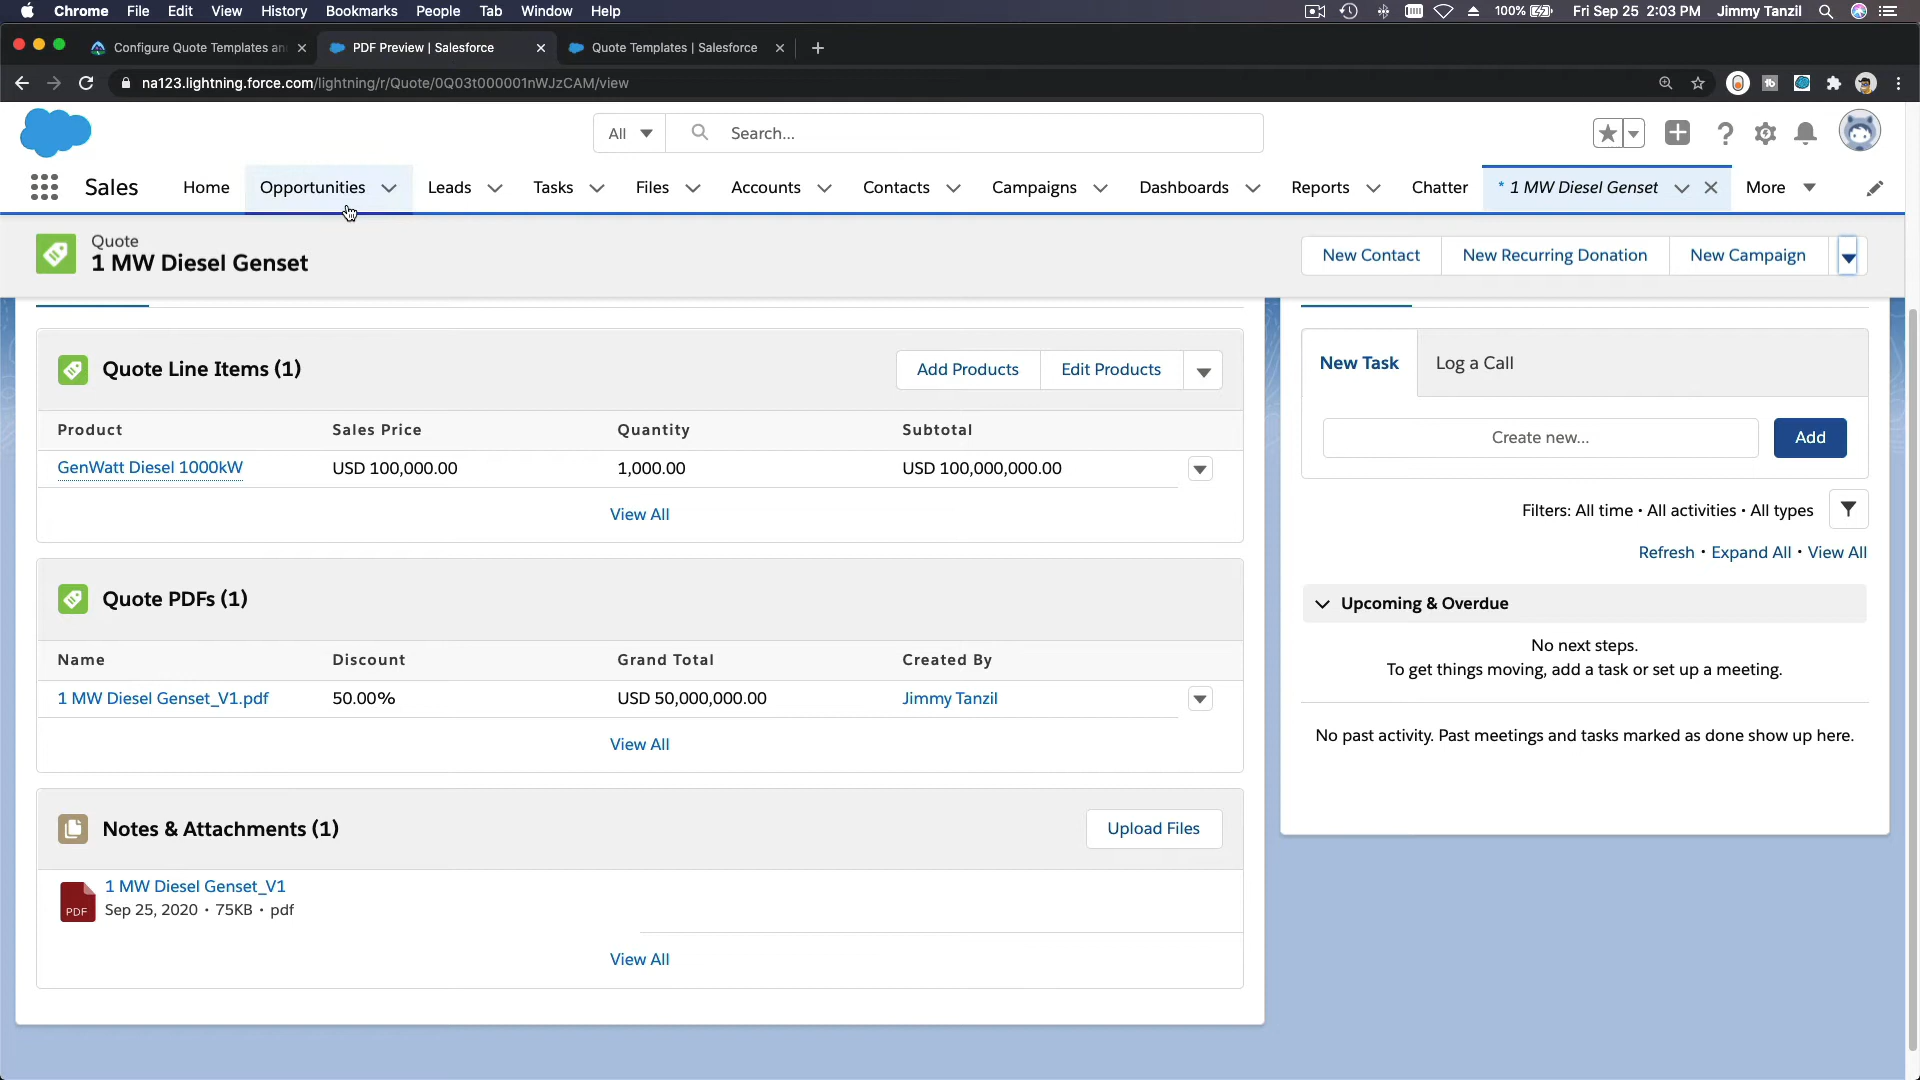 Chrome File Edit View History Bookmarks People Tab Window Help 100% Fri Sep 25 2:03 PM Jimmy Tanzil
Configure Quote Templates an PDF Preview | Salesforce Quote Templates | Salesforce
na123.lightning.force.com/lightning/r/Quote/0Q03t000001nWJzCAM/view
All Search...
Sales Home Opportunities Leads Tasks Files Accounts Contacts Campaigns Dashboards Reports Chatter * 1 MW Diesel Genset More
Quote
1 MW Diesel Genset
New Contact New Recurring Donation New Campaign
Quote Line Items (1)
Add Products Edit Products
Product Sales Price Quantity Subtotal
GenWatt Diesel 1000kW USD 100,000.00 1,000.00 USD 100,000,000.00
View All
Quote PDFs (1)
Name Discount Grand Total Created By
1 MW Diesel Genset_V1.pdf 50.00% USD 50,000,000.00 Jimmy Tanzil
View All
Notes & Attachments (1)
Upload Files
PDF
1 MW Diesel Genset_V1
Sep 25, 2020 • 75KB • pdf
View All
New Task Log a Call
Create new... Add
Filters: All time • All activities • All types
Refresh • Expand All • View All
Upcoming & Overdue
No next steps.
To get things moving, add a task or set up a meeting.
No past activity. Past meetings and tasks marked as done show up here.